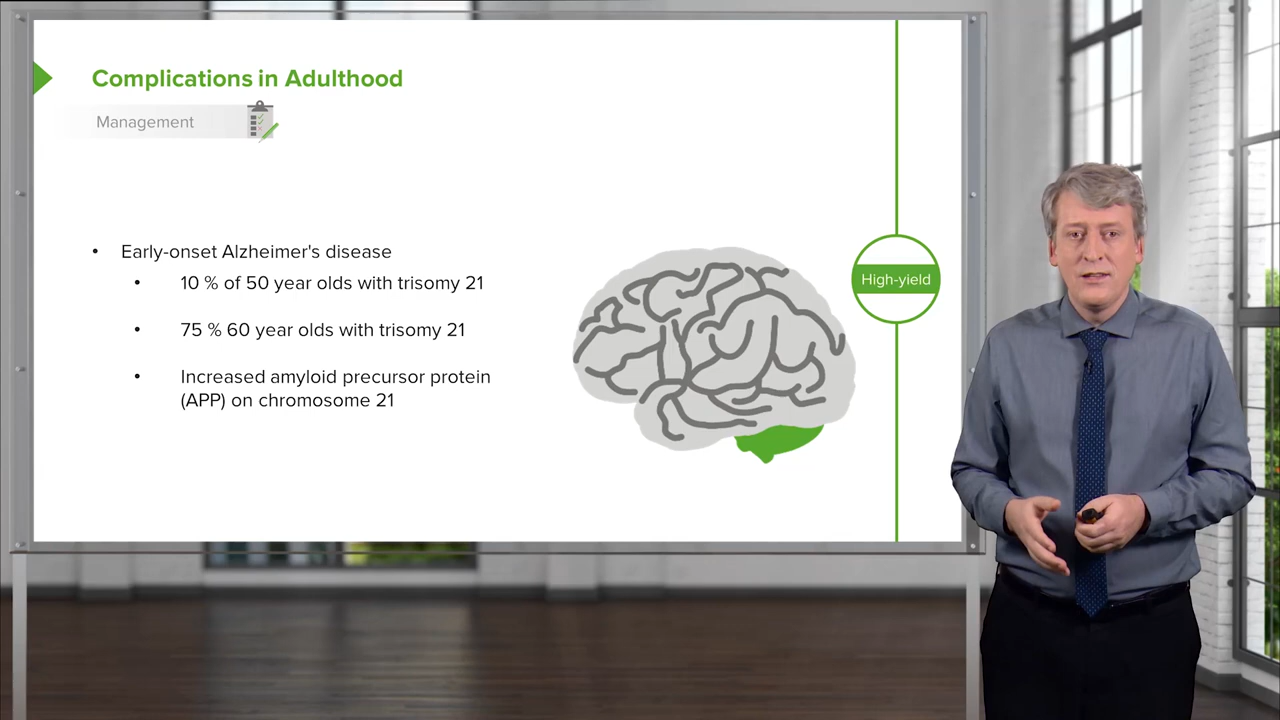 Complications in Adulthood
Management
• Early-onset Alzheimer's disease
• 10 % of 50 year olds with trisomy 21
• 75 % 60 year olds with trisomy 21
• Increased amyloid precursor protein
(APP) on chromosome 21
High-yield